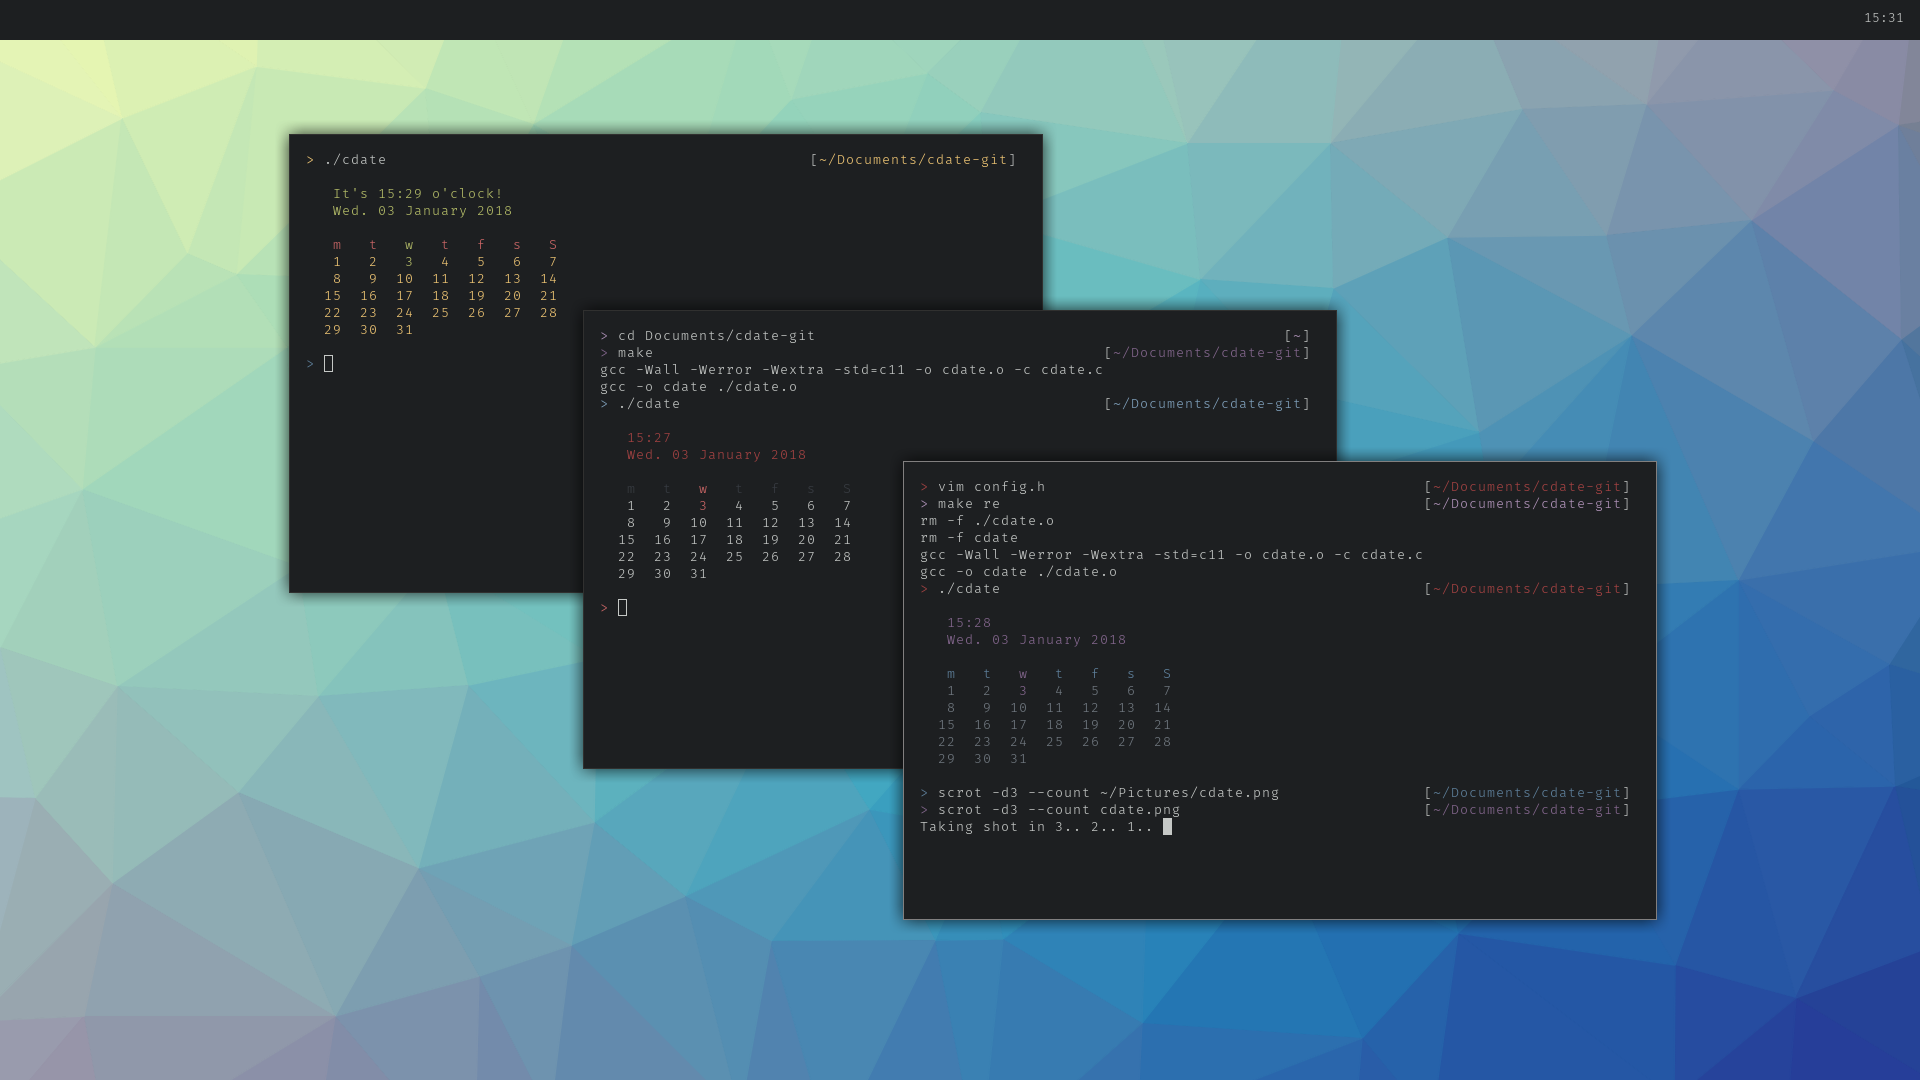 15:31
> ./cdate [~/Documents/cdate-git]
It's 15:29 o'clock!
Wed. 03 January 2018
m t w t f s S
1 2 3 4 5 6 7
8 9 10 11 12 13 14
15 16 17 18 19 20 21
22 23 24 25 26 27 28
29 30 31
>
> cd Documents/cdate-git [~]
> make [~/Documents/cdate-git]
gcc -Wall -Werror -Wextra -std=c11 -o cdate.o -c cdate.c
gcc -o cdate ./cdate.o
> ./cdate [~/Documents/cdate-git]
15:27
Wed. 03 January 2018
m t w t f s S
1 2 3 4 5 6 7
8 9 10 11 12 13 14
15 16 17 18 19 20 21
22 23 24 25 26 27 28
29 30 31
>
> vim config.h [~/Documents/cdate-git]
> make re [~/Documents/cdate-git]
rm -f ./cdate.o
rm -f cdate
gcc -Wall -Werror -Wextra -std=c11 -o cdate.o -c cdate.c
gcc -o cdate ./cdate.o
> ./cdate [~/Documents/cdate-git]
15:28
Wed. 03 January 2018
m t w t f s S
1 2 3 4 5 6 7
8 9 10 11 12 13 14
15 16 17 18 19 20 21
22 23 24 25 26 27 28
29 30 31
> scrot -d3 --count ~/Pictures/cdate.png [~/Documents/cdate-git]
> scrot -d3 --count cdate.png [~/Documents/cdate-git]
Taking shot in 3.. 2.. 1..